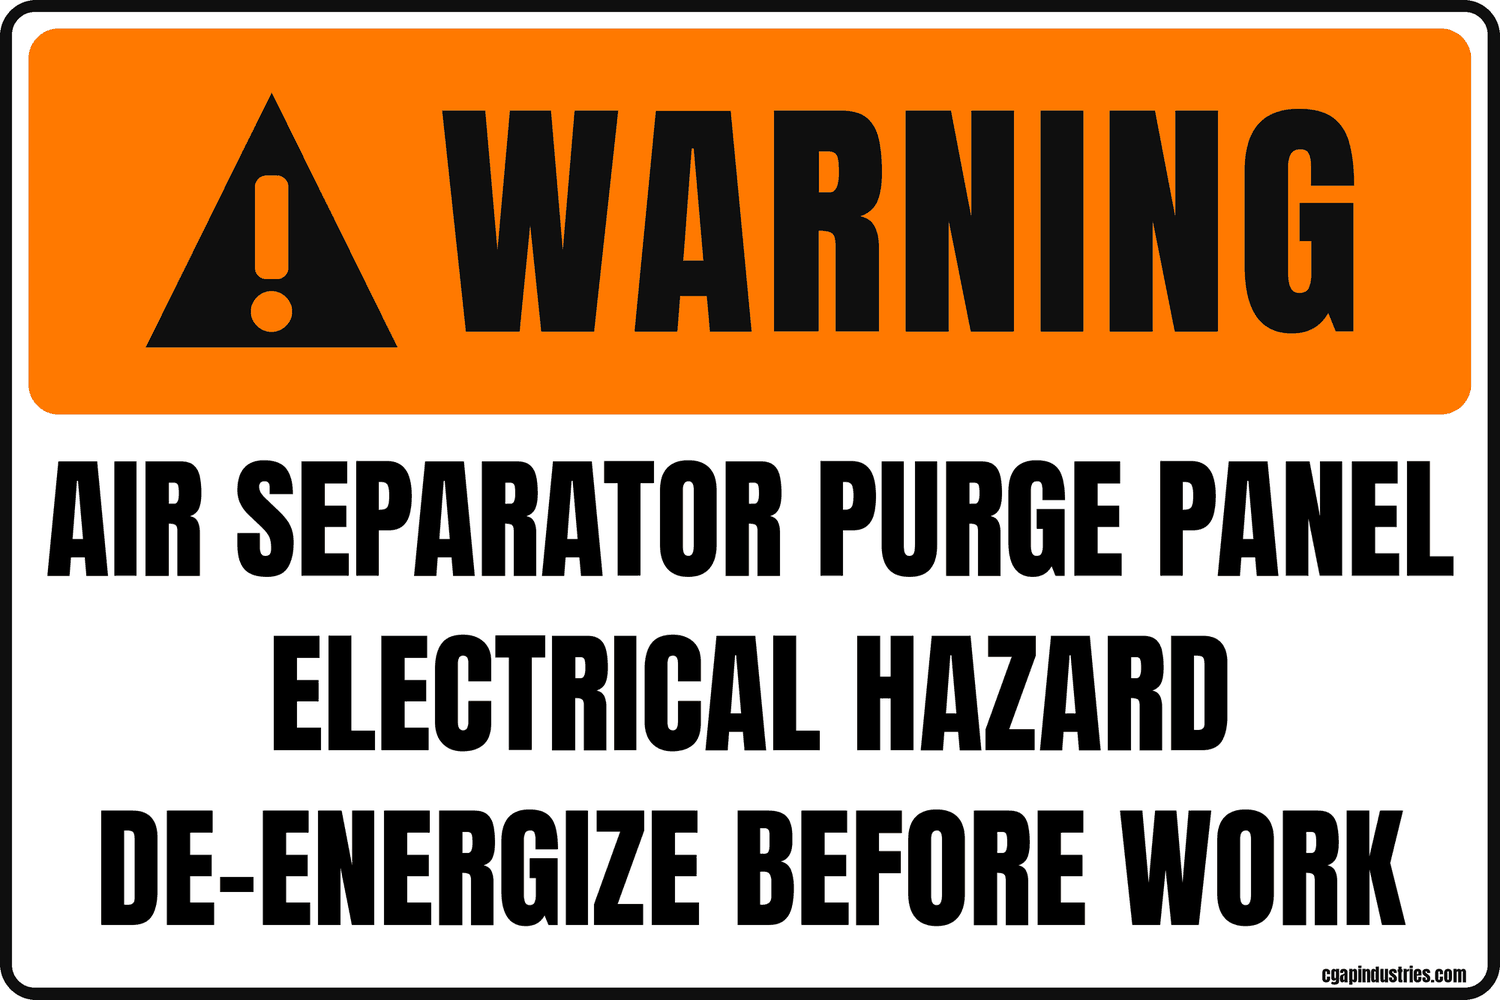 WARNING
AIR SEPARATOR PURGE PANEL
ELECTRICAL HAZARD
DE-ENERGIZE BEFORE WORK
cgapindustries.com